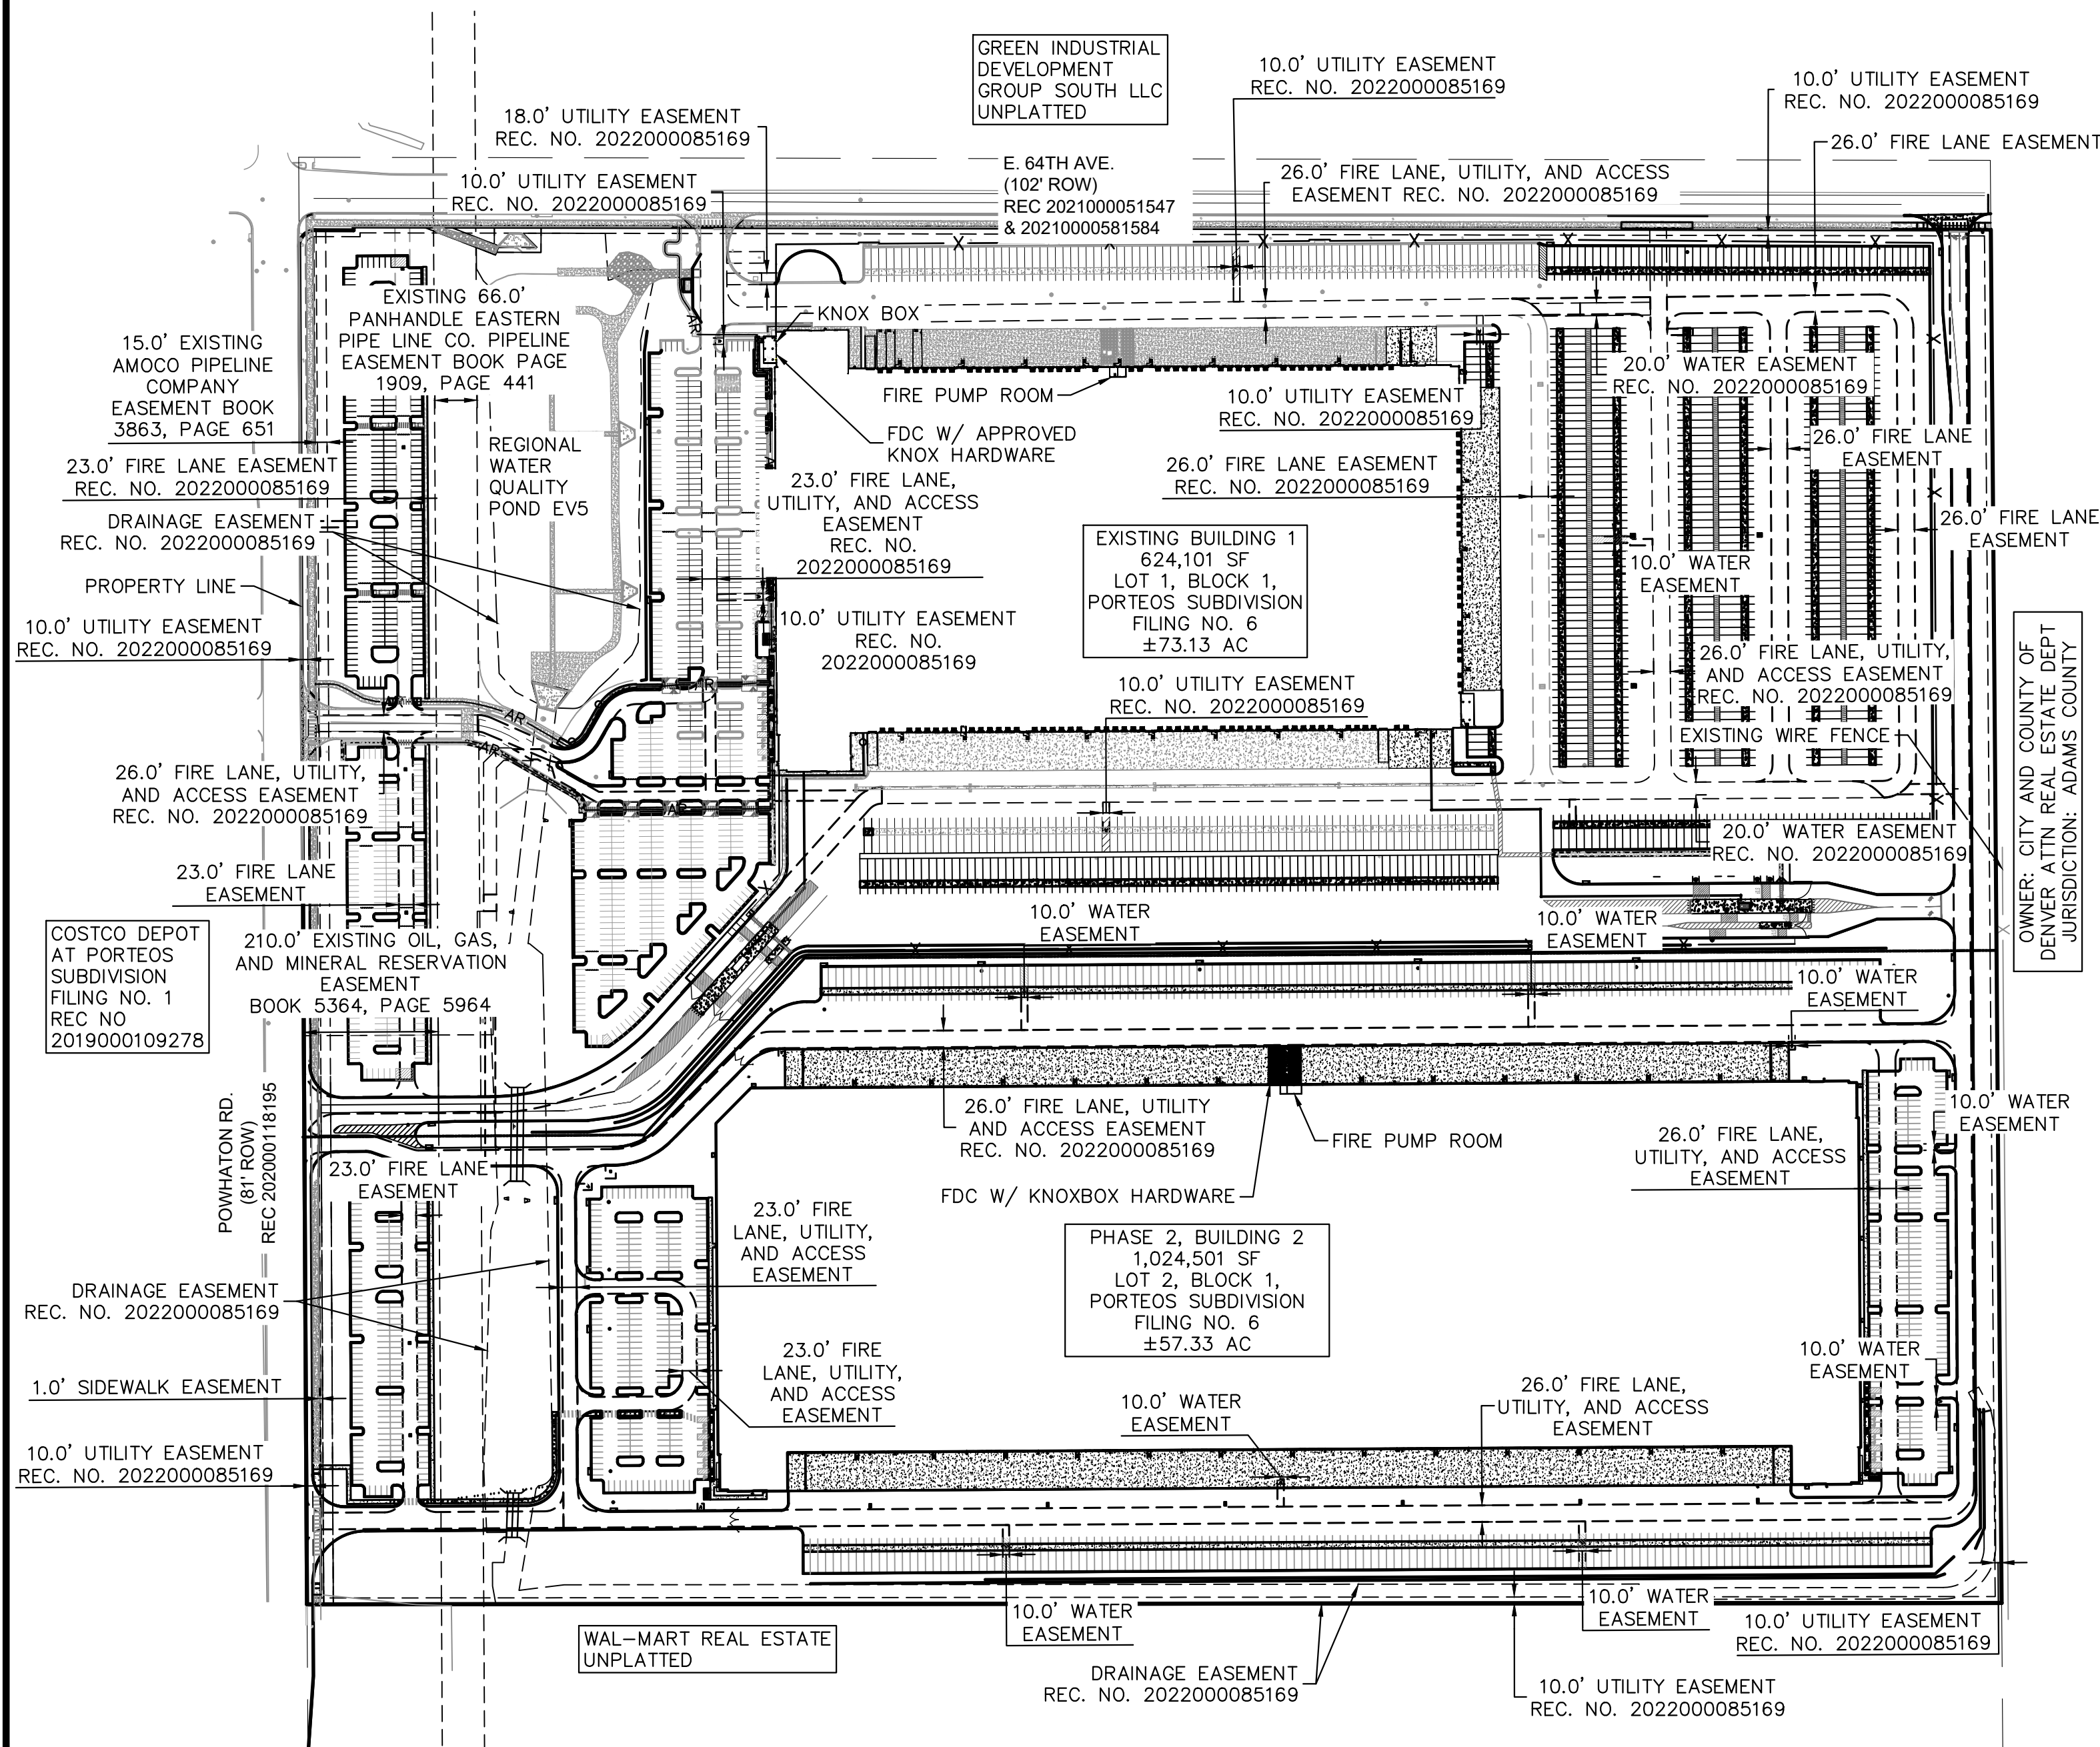 GREEN INDUSTRIAL
DEVELOPMENT
GROUP SOUTH LLC
UNPLATTED
10.0' UTILITY EASEMENT
REC. NO. 2022000085169
10.0' UTILITY EASEMENT
REC. NO. 2022000085169
18.0' UTILITY EASEMENT
REC. NO. 2022000085169
26.0' FIRE LANE EASEMENT
E. 64TH AVE.
(102' ROW)
REC 2021000051547
& 20210000581584
26.0' FIRE LANE, UTILITY, AND ACCESS
EASEMENT REC. NO. 2022000085169
10.0' UTILITY EASEMENT
REC. NO. 2022000085169
EXISTING 66.0'
PANHANDLE EASTERN
PIPE LINE CO. PIPELINE
EASEMENT BOOK PAGE
1909, PAGE 441
KNOX BOX
AR
15.0' EXISTING
AMOCO PIPELINE
COMPANY
EASEMENT BOOK
3863, PAGE 651
FIRE PUMP ROOM
10.0' UTILITY EASEMENT
REC. NO. 2022000085169
20.0' WATER EASEMENT
REC. NO. 2022000085169
FDC W/ APPROVED
KNOX HARDWARE
REGIONAL
WATER
QUALITY
POND EV5
26.0' FIRE LANE
EASEMENT
23.0' FIRE LANE EASEMENT
REC. NO. 2022000085169
26.0' FIRE LANE EASEMENT
REC. NO. 2022000085169
23.0' FIRE LANE,
UTILITY, AND ACCESS
EASEMENT
REC. NO.
2022000085169
DRAINAGE EASEMENT
REC. NO. 2022000085169
26.0' FIRE LANE
EASEMENT
EXISTING BUILDING 1
624,101 SF
LOT 1, BLOCK 1,
PORTEOS SUBDIVISION
FILING NO. 6
±73.13 AC
10.0' WATER
EASEMENT
PROPERTY LINE
10.0' UTILITY EASEMENT
REC. NO. 2022000085169
10.0' UTILITY EASEMENT
REC. NO.
2022000085169
26.0' FIRE LANE, UTILITY,
AND ACCESS EASEMENT
REC. NO. 2022000085169
10.0' UTILITY EASEMENT
REC. NO. 2022000085169
AR
AR
EXISTING WIRE FENCE
OWNER: CITY AND COUNTY OF
DENVER ATTN REAL ESTATE DEPT
JURISDICTION: ADAMS COUNTY
26.0' FIRE LANE, UTILITY,
AND ACCESS EASEMENT
REC. NO. 2022000085169
20.0' WATER EASEMENT
REC. NO. 2022000085169
23.0' FIRE LANE
EASEMENT
10.0' WATER
EASEMENT
10.0' WATER
EASEMENT
COSTCO DEPOT
AT PORTEOS
SUBDIVISION
FILING NO. 1
REC NO
2019000109278
210.0' EXISTING OIL, GAS,
AND MINERAL RESERVATION
EASEMENT
BOOK 5364, PAGE 5964
10.0' WATER
EASEMENT
POWHATON RD.
(81' ROW)
REC 2020000118195
26.0' FIRE LANE, UTILITY
AND ACCESS EASEMENT
REC. NO. 2022000085169
FIRE PUMP ROOM
10.0' WATER
EASEMENT
26.0' FIRE LANE,
UTILITY, AND ACCESS
EASEMENT
23.0' FIRE LANE
EASEMENT
FDC W/ KNOXBOX HARDWARE
23.0' FIRE
LANE, UTILITY,
AND ACCESS
EASEMENT
PHASE 2, BUILDING 2
1,024,501 SF
LOT 2, BLOCK 1,
PORTEOS SUBDIVISION
FILING NO. 6
±57.33 AC
DRAINAGE EASEMENT
REC. NO. 2022000085169
23.0' FIRE
LANE, UTILITY,
AND ACCESS
EASEMENT
10.0' WATER
EASEMENT
1.0' SIDEWALK EASEMENT
10.0' WATER
EASEMENT
26.0' FIRE LANE,
UTILITY, AND ACCESS
EASEMENT
10.0' UTILITY EASEMENT
REC. NO. 2022000085169
10.0' WATER
EASEMENT
10.0' WATER
EASEMENT
10.0' UTILITY EASEMENT
REC. NO. 2022000085169
WAL-MART REAL ESTATE
UNPLATTED
DRAINAGE EASEMENT
REC. NO. 2022000085169
10.0' UTILITY EASEMENT
REC. NO. 2022000085169